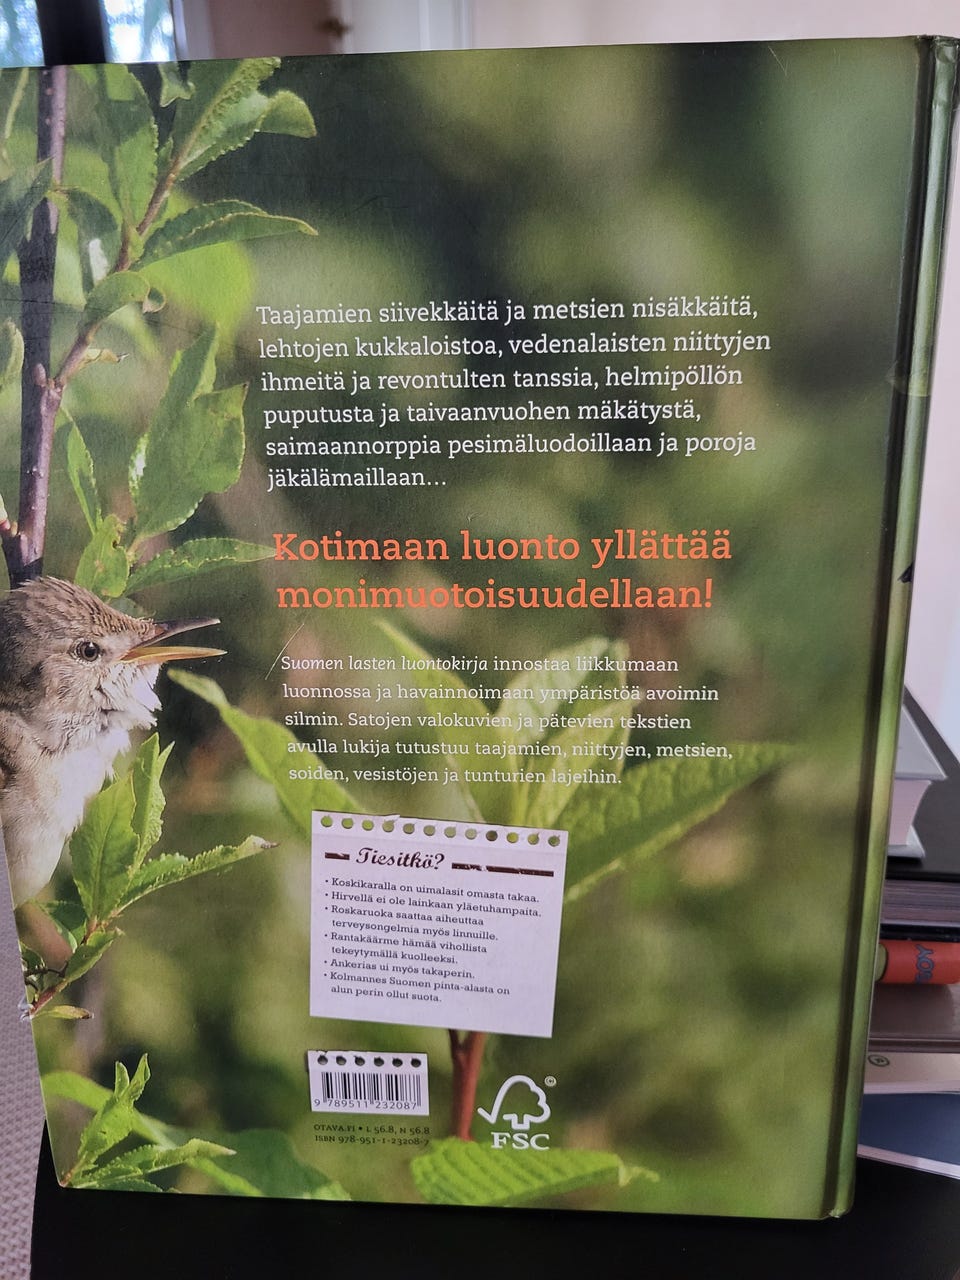 Taajamien siivekkäitä ja metsien nisäkkäitä,
lehtojen kukkaloistoa, vedenalaisten niittyjen
ihmeitä ja revontulten tanssia, helmipöllön
puputusta ja taivaanvuohen mäkätystä,
saimaannorppia pesimäluodoillaan ja poroja
jäkälämaillaan...
Kotimaan luonto yllättää
monimuotoisuudellaan!
Suomen lasten luontokirja innostaa liikkumaan
luonnossa ja havainnoimaan ympäristöä avoimin
silmin. Satojen valokuvien ja pätevien tekstien
avulla lukija tutustuu taajamien, niittyjen, metsien,
soiden, vesistöjen ja tunturien lajeihin.
Tiesitkö?
• Koskikaralla on uimalasit omasta takaa.
• Hirvellä ei ole lainkaan yläetuhampaita.
• Roskaruoka saattaa aiheuttaa
terveysongelmia myös linnuille.
• Rantakäärme hämää vihollista
tekeytymällä kuolleeksi.
• Ankerias ui myös takaperin.
• Kolmannes Suomen pinta-alasta on
alun perin ollut suota.
9 789511 232087
OTAVA.FI • L 56.8, N 56.8
ISBN 978-951-1-23208-7
©
FSC